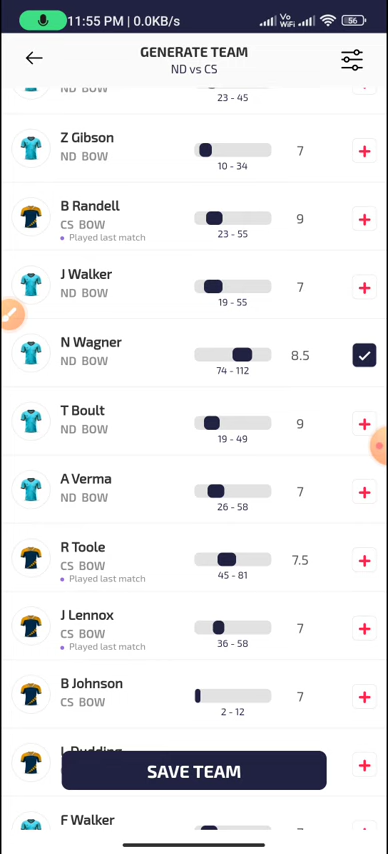 11:55 PM | 0.0KB/s
Vo
WiFi
56
GENERATE TEAM
ND vs CS
ND BOW
23 - 45
Z Gibson
ND BOW
10 - 34
7
B Randell
CS BOW
Played last match
23 - 55
9
J Walker
ND BOW
19 - 55
7
N Wagner
ND BOW
74 - 112
8.5
T Boult
ND BOW
19 - 49
9
A Verma
ND BOW
26 - 58
7
R Toole
CS BOW
Played last match
45 - 81
7.5
J Lennox
CS BOW
Played last match
36 - 58
7
B Johnson
CS BOW
2 - 12
7
SAVE TEAM
F Walker